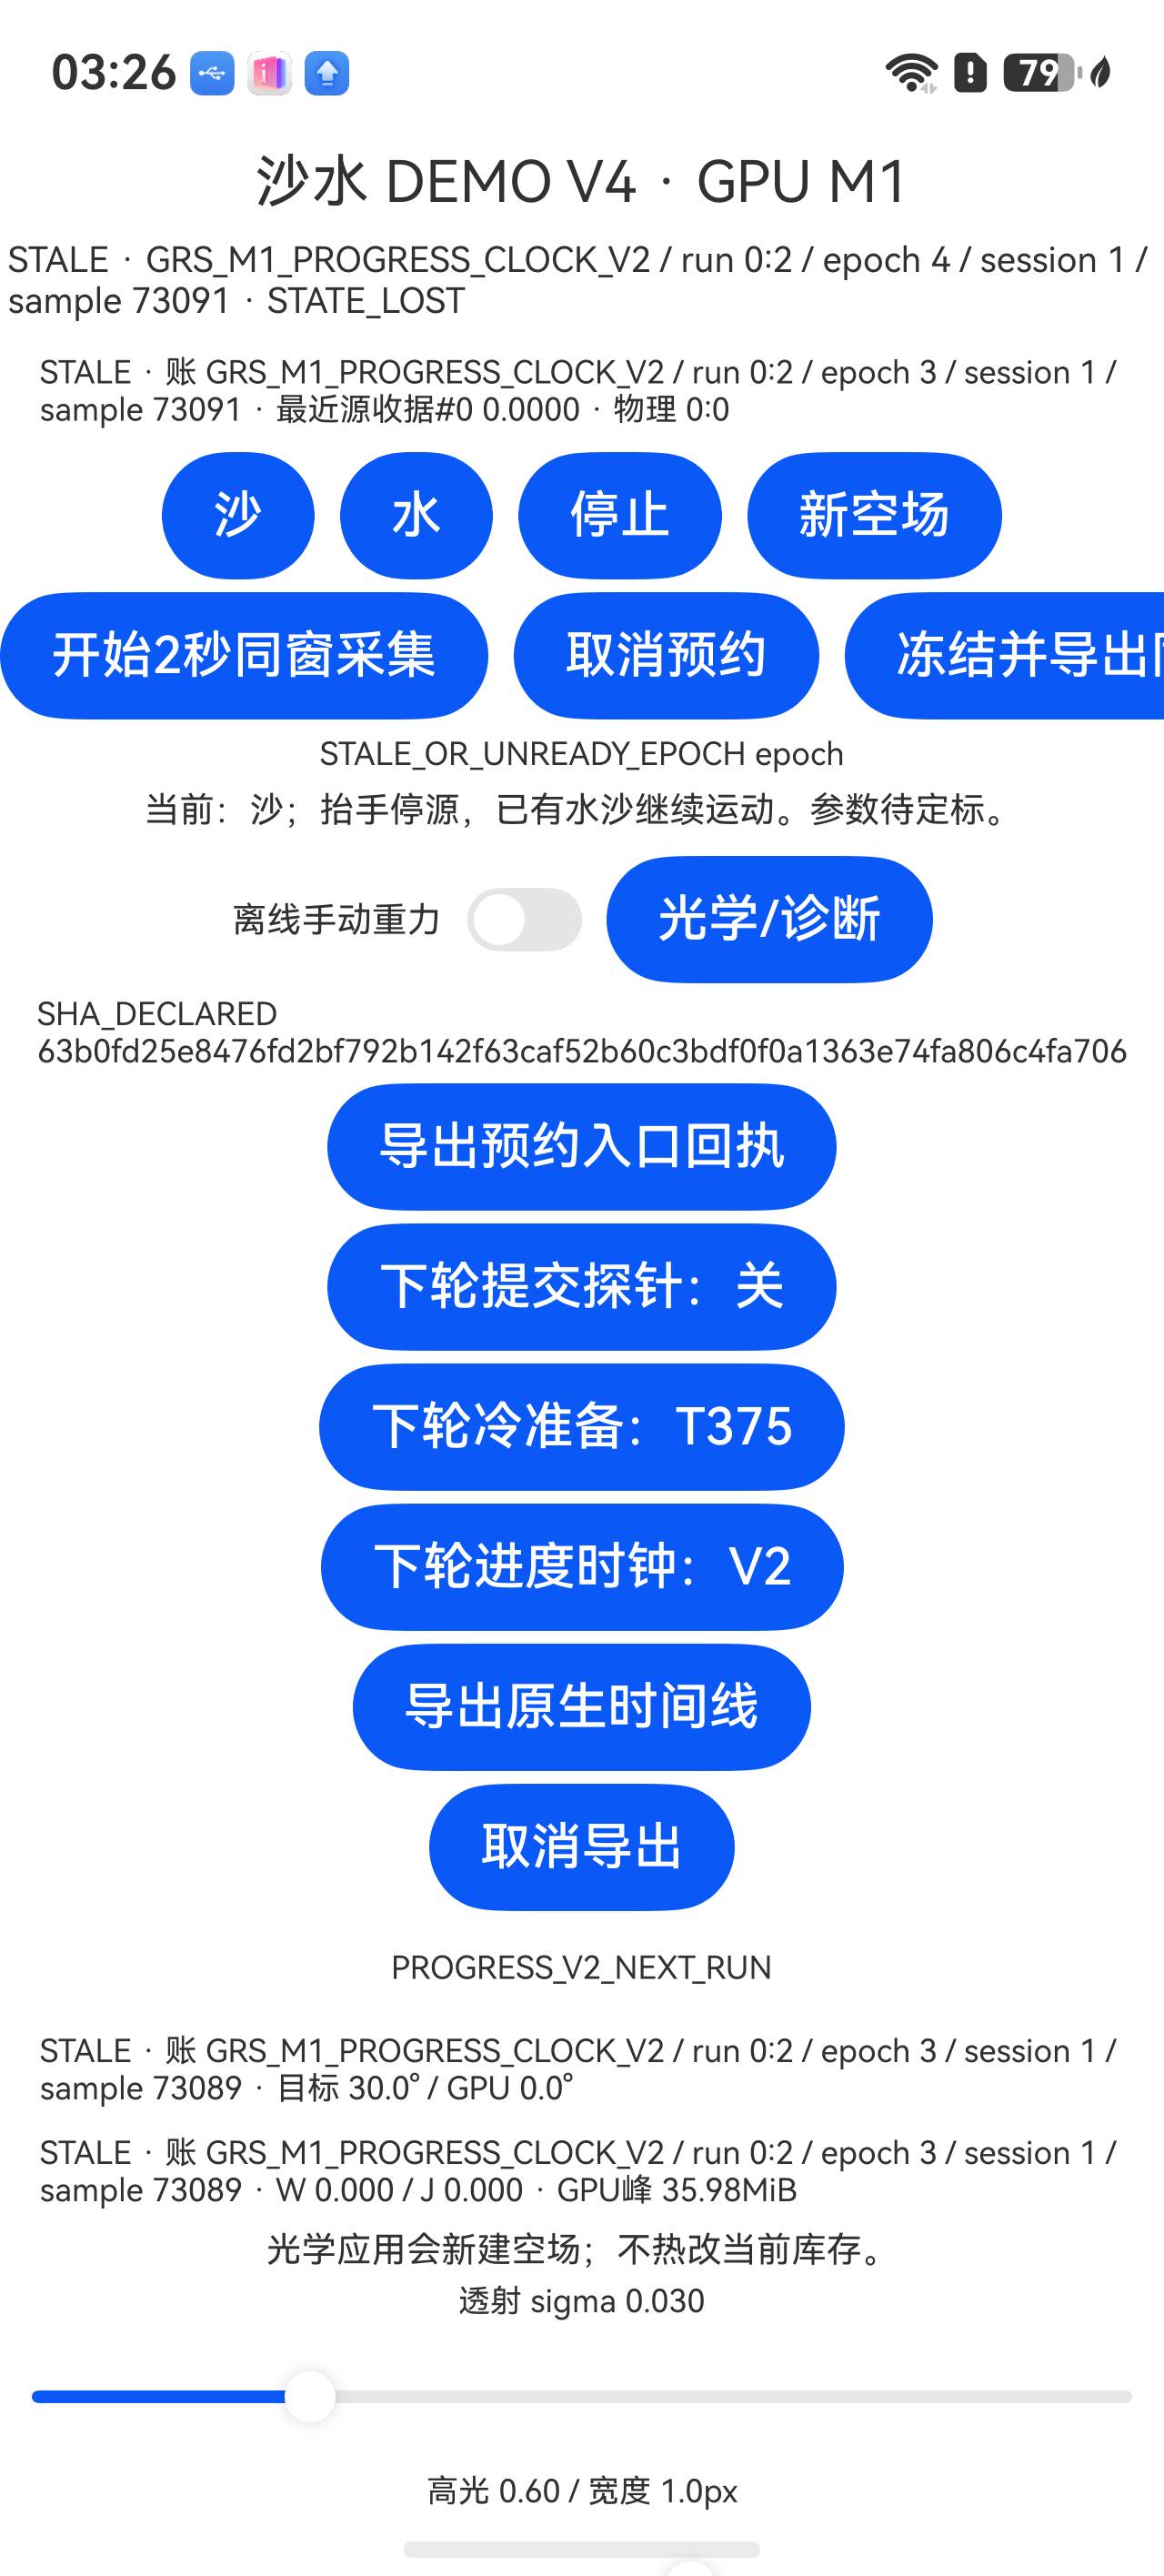 03:26
79
沙水 DEMO V4 · GPU M1
STALE · GRS_M1_PROGRESS_CLOCK_V2 / run 0:2 / epoch 4 / session 1 /
sample 73091 · STATE_LOST
STALE · 账 GRS_M1_PROGRESS_CLOCK_V2 / run 0:2 / epoch 3 / session 1 /
sample 73091 · 最近源收据#0 0.0000 · 物理 0:0
沙 水 停止 新空场
开始2秒同窗采集 取消预约 冻结并导出
STALE_OR_UNREADY_EPOCH epoch
当前：沙；抬手停源，已有水沙继续运动。参数待定标。
离线手动重力 光学/诊断
SHA_DECLARED
63b0fd25e8476fd2bf792b142f63caf52b60c3bdf0f0a1363e74fa806c4fa706
导出预约入口回执
下轮提交探针：关
下轮冷准备：T375
下轮进度时钟：V2
导出原生时间线
取消导出
PROGRESS_V2_NEXT_RUN
STALE · 账 GRS_M1_PROGRESS_CLOCK_V2 / run 0:2 / epoch 3 / session 1 /
sample 73089 · 目标 30.0° / GPU 0.0°
STALE · 账 GRS_M1_PROGRESS_CLOCK_V2 / run 0:2 / epoch 3 / session 1 /
sample 73089 · W 0.000 / J 0.000 · GPU峰 35.98MiB
光学应用会新建空场；不热改当前库存。
透射 sigma 0.030
高光 0.60 / 宽度 1.0px